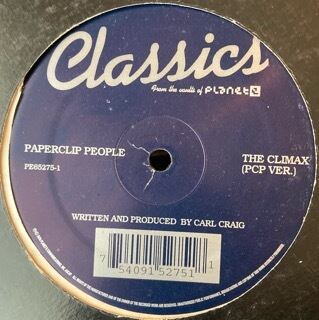 Classics
From the vaults of PLANET E
PAPERCLIP PEOPLE
PE65275-1
THE CLIMAX
(PCP VER.)
WRITTEN AND PRODUCED BY CARL CRAIG
7 54091 52751 1